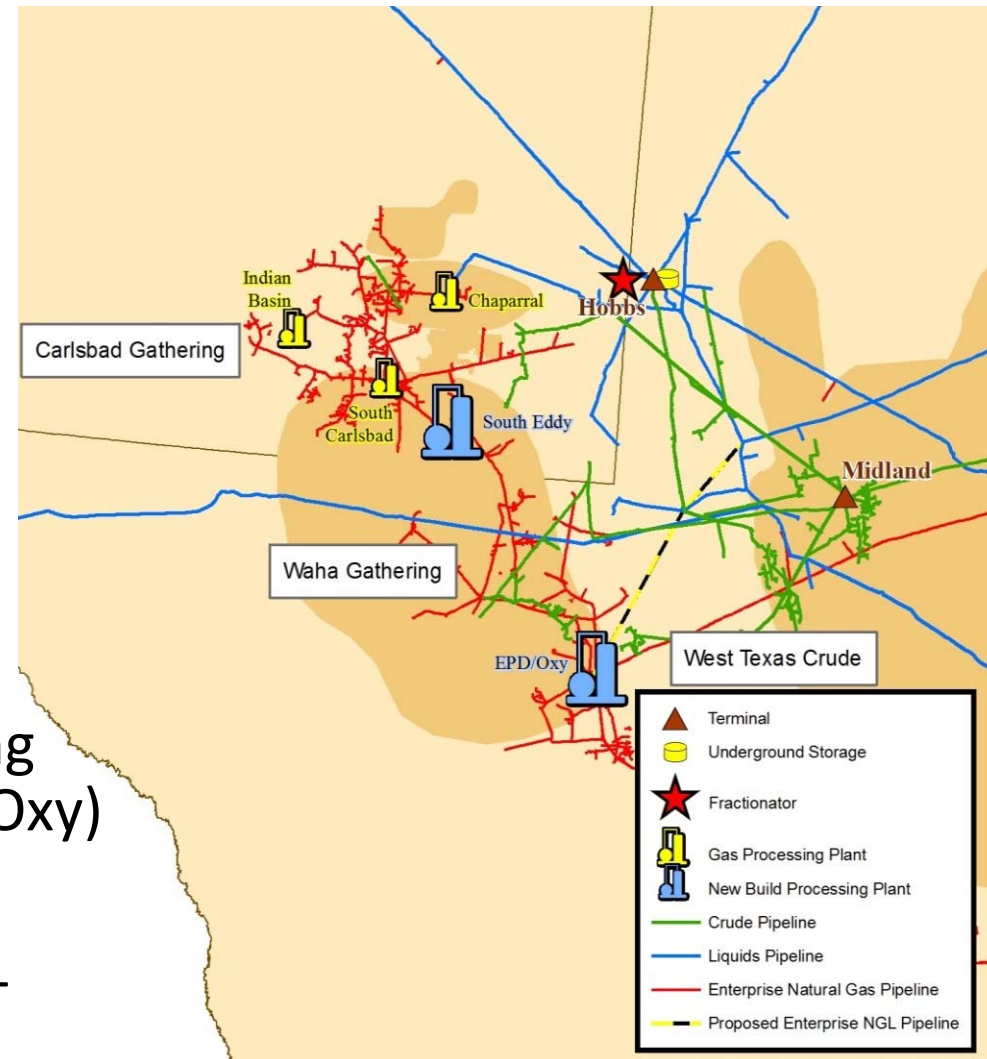 Indian
Basin
Chaparral
Hobbs
Carlsbad Gathering
South
Carlsbad
South Eddy
Midland
Waha Gathering
EPD/Oxy
West Texas Crude
Oxy)
Terminal
Underground Storage
Fractionator
Gas Processing Plant
New Build Processing Plant
Crude Pipeline
Liquids Pipeline
Enterprise Natural Gas Pipeline
Proposed Enterprise NGL Pipeline